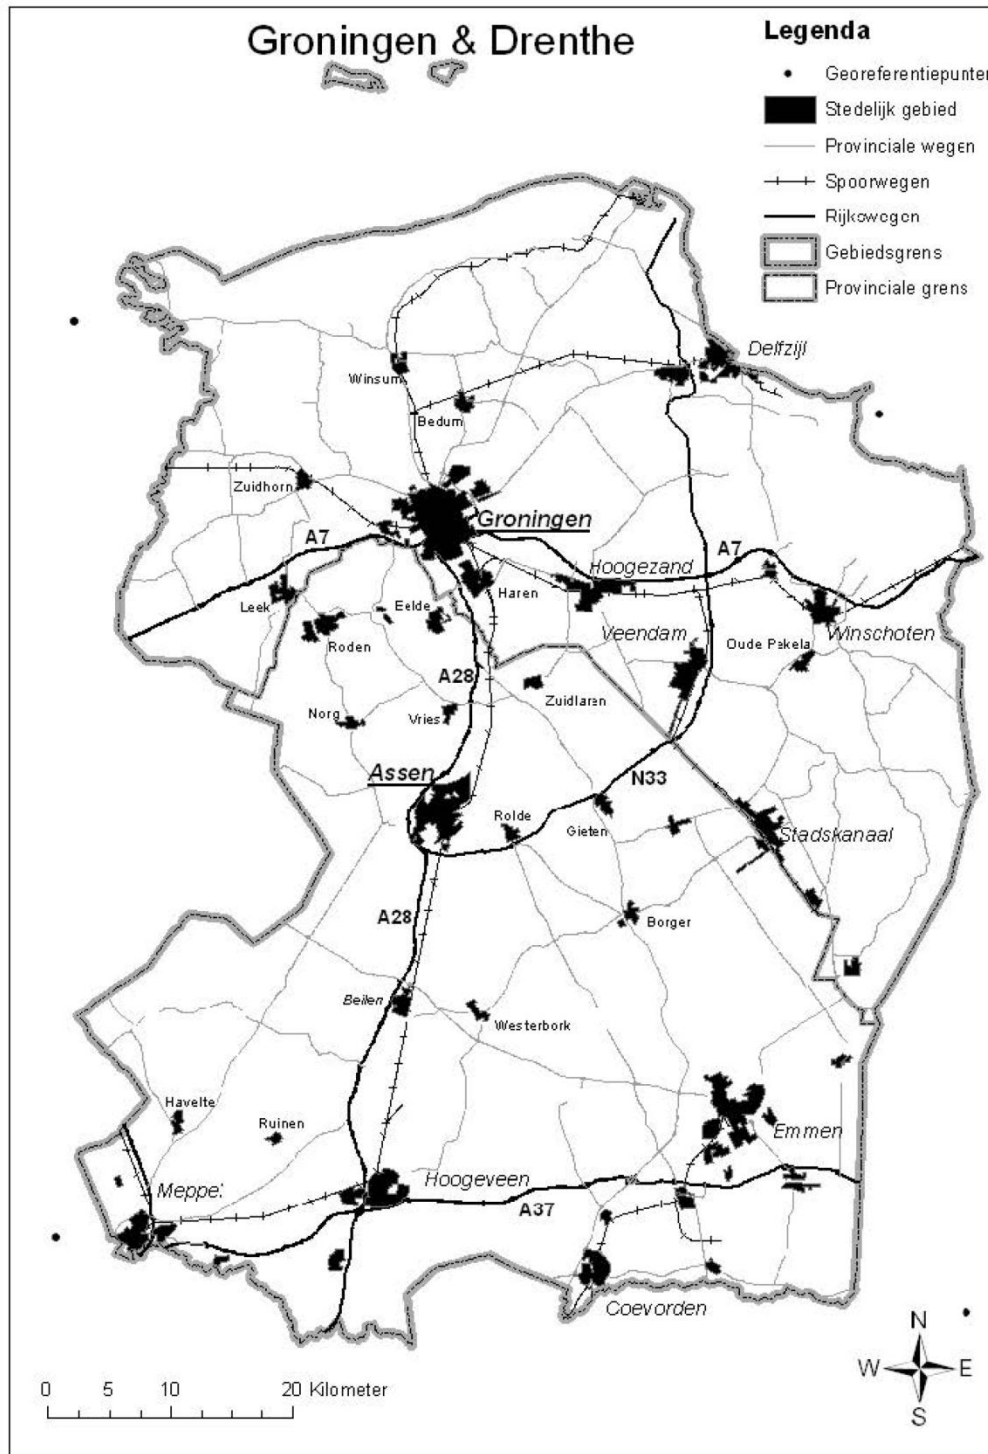 Groningen & Drenthe
Legenda
Georeferentiepunten
Stedelijk gebied
Provinciale wegen
Spoorwegen
Rijkswegen
Gebiedsgrens
Provinciale grens
Delfzijl
Winsum
Bedum
Zuidhorn
Groningen
A7
A7
Hoogezand
Leek
Eelde
Haren
Roden
Veendam
Oude Pekela
Winschoten
A28
Zuidlaren
Norg
Vries
Assen
N33
Rolde
Gieten
Stadskanaal
A28
Borger
Beilen
Westerbork
Havelte
Ruinen
Emmen
Meppel
Hoogeveen
A37
Coevorden
N
W E
S
0 5 10 20 Kilometer